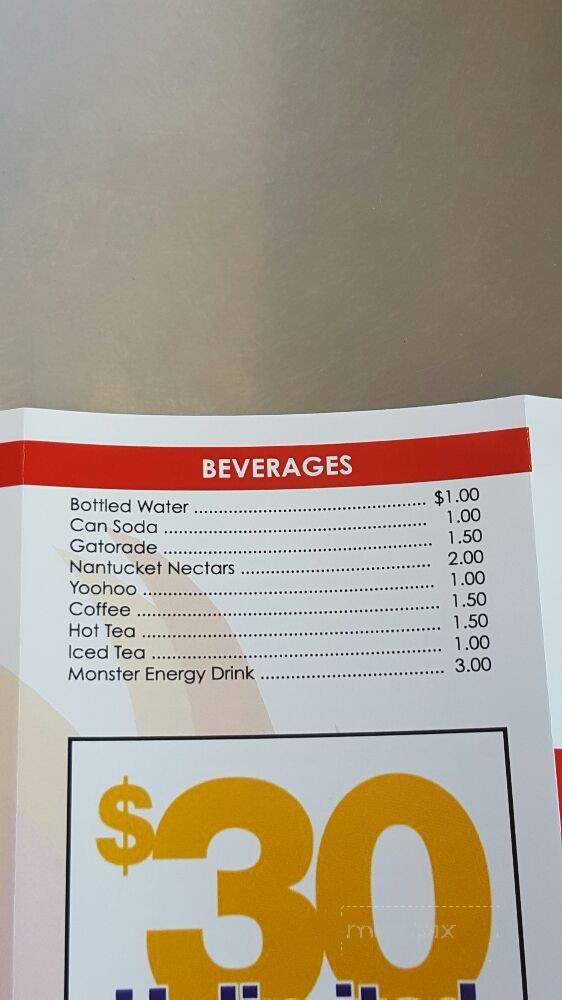 BEVERAGES
Bottled Water ................................................ $1.00
Can Soda ...................................................... 1.00
Gatorade ...................................................... 1.50
Nantucket Nectars ....................................... 2.00
Yoohoo .......................................................... 1.00
Coffee ............................................................ 1.50
Hot Tea ........................................................... 1.50
Iced Tea ......................................................... 1.00
Monster Energy Drink .................................... 3.00
$30
Unlimited